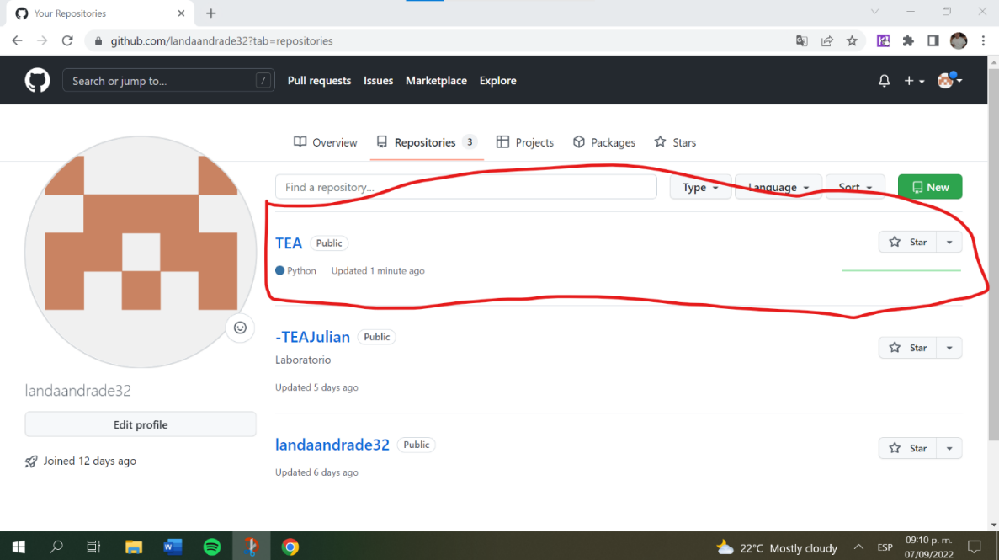 Your Repositories
github.com/landaandrade32?tab=repositories
Search or jump to... /
Pull requests Issues Marketplace Explore
Overview Repositories 3 Projects Packages Stars
Find a repository... Type Language Sort New
TEA Public Star
Python Updated 1 minute ago
-TEAJulian Public Star
Laboratorio
Updated 5 days ago
landaandrade32
Edit profile
Joined 12 days ago
landaandrade32 Public Star
Updated 6 days ago
22°C Mostly cloudy ESP 09:10 p. m.
07/09/2022